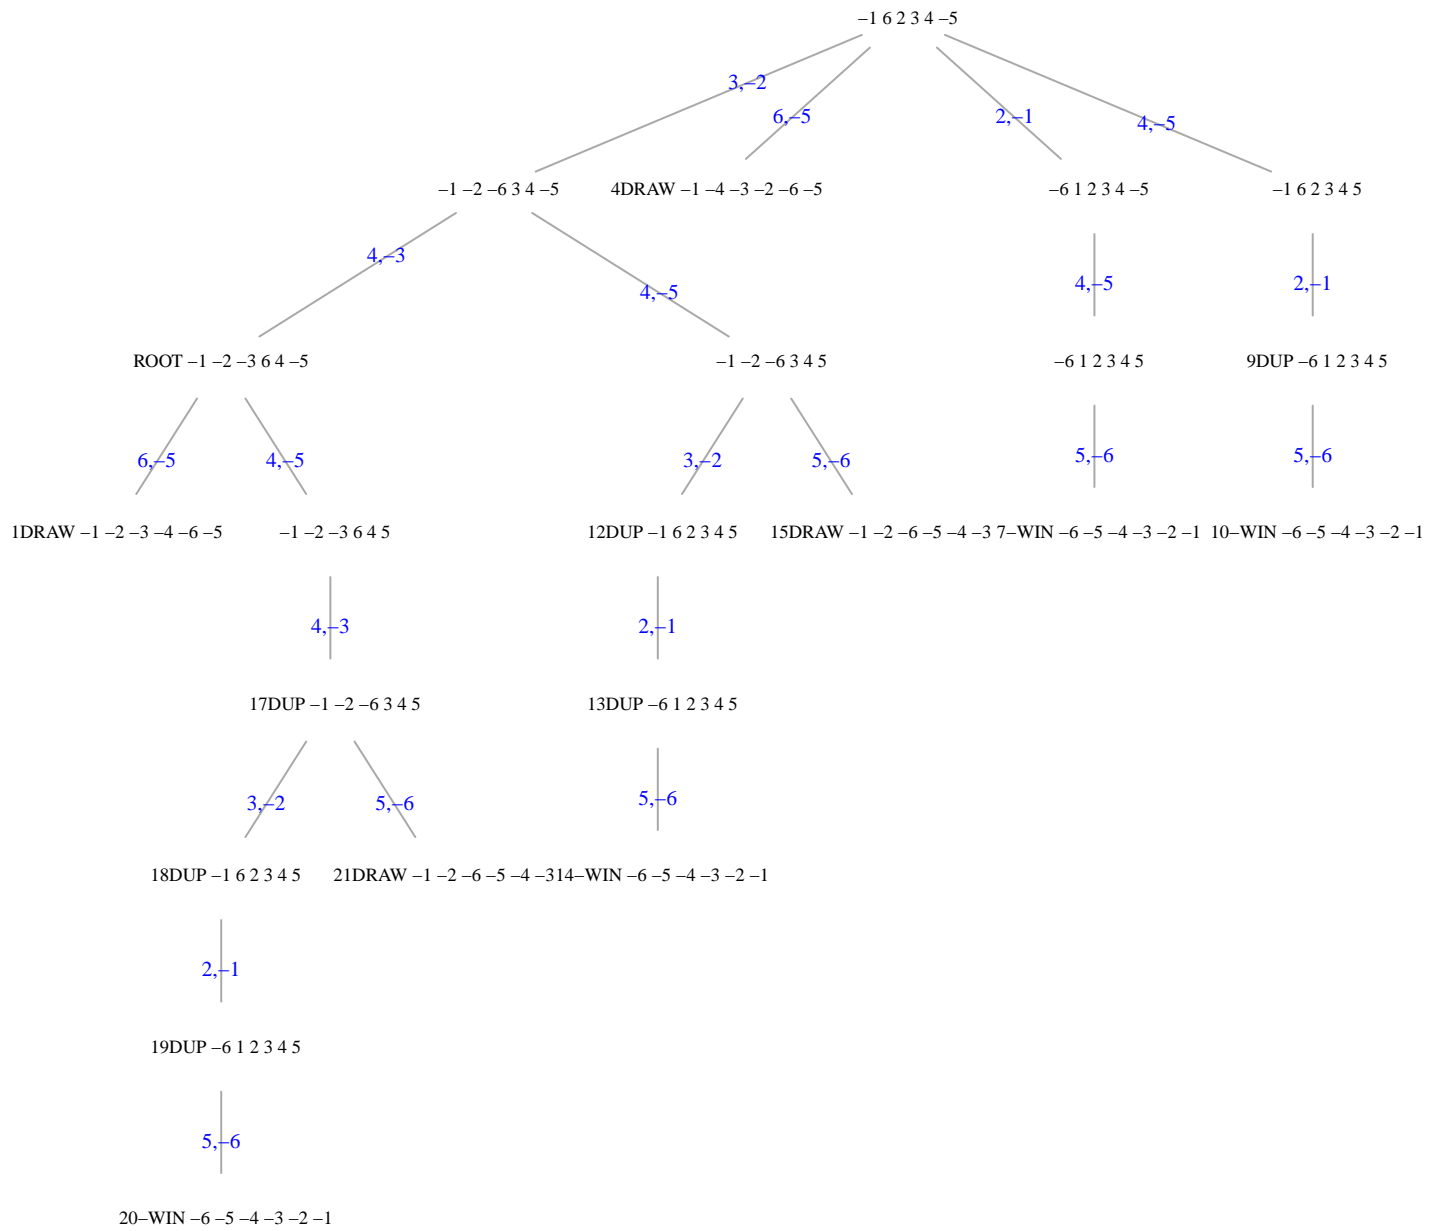 –1 6 2 3 4 –5
3,–2
6,–5
2,–1
4,–5
–1 –2 –6 3 4 –5
4DRAW –1 –4 –3 –2 –6 –5
–6 1 2 3 4 –5
–1 6 2 3 4 5
4,–3
4,–5
4,–5
2,–1
ROOT –1 –2 –3 6 4 –5
–1 –2 –6 3 4 5
–6 1 2 3 4 5
9DUP –6 1 2 3 4 5
6,–5
4,–5
3,–2
5,–6
5,–6
5,–6
1DRAW –1 –2 –3 –4 –6 –5
–1 –2 –3 6 4 5
12DUP –1 6 2 3 4 5
15DRAW –1 –2 –6 –5 –4 –3
7–WIN –6 –5 –4 –3 –2 –1
10–WIN –6 –5 –4 –3 –2 –1
4,–3
2,–1
17DUP –1 –2 –6 3 4 5
13DUP –6 1 2 3 4 5
3,–2
5,–6
5,–6
18DUP –1 6 2 3 4 5
21DRAW –1 –2 –6 –5 –4 –3
14–WIN –6 –5 –4 –3 –2 –1
2,–1
19DUP –6 1 2 3 4 5
5,–6
20–WIN –6 –5 –4 –3 –2 –1